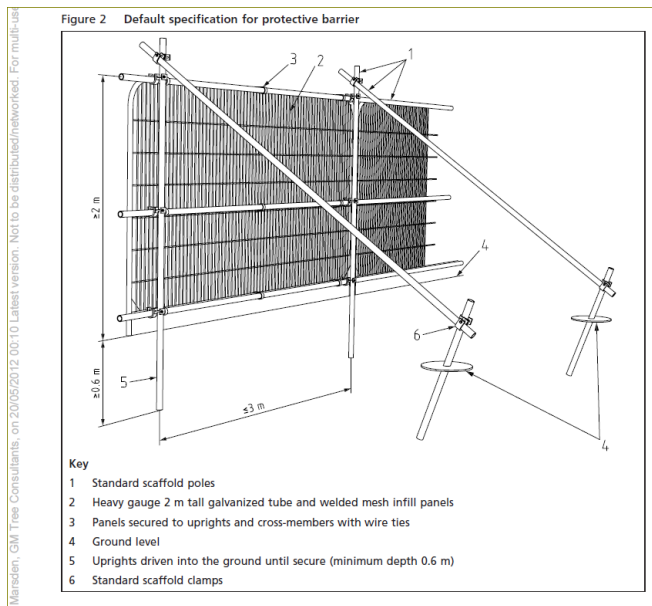 Figure 2 Default specification for protective barrier
3
2
1
≥2 m
4
6
≥0.6 m
5
≤3 m
4
Key
1 Standard scaffold poles
2 Heavy gauge 2 m tall galvanized tube and welded mesh infill panels
3 Panels secured to uprights and cross-members with wire ties
4 Ground level
5 Uprights driven into the ground until secure (minimum depth 0.6 m)
6 Standard scaffold clamps
Marsden, GM Tree Consultants, on 20/05/2012 00:10 Latest version. Not to be distributed/networked. For multi-use